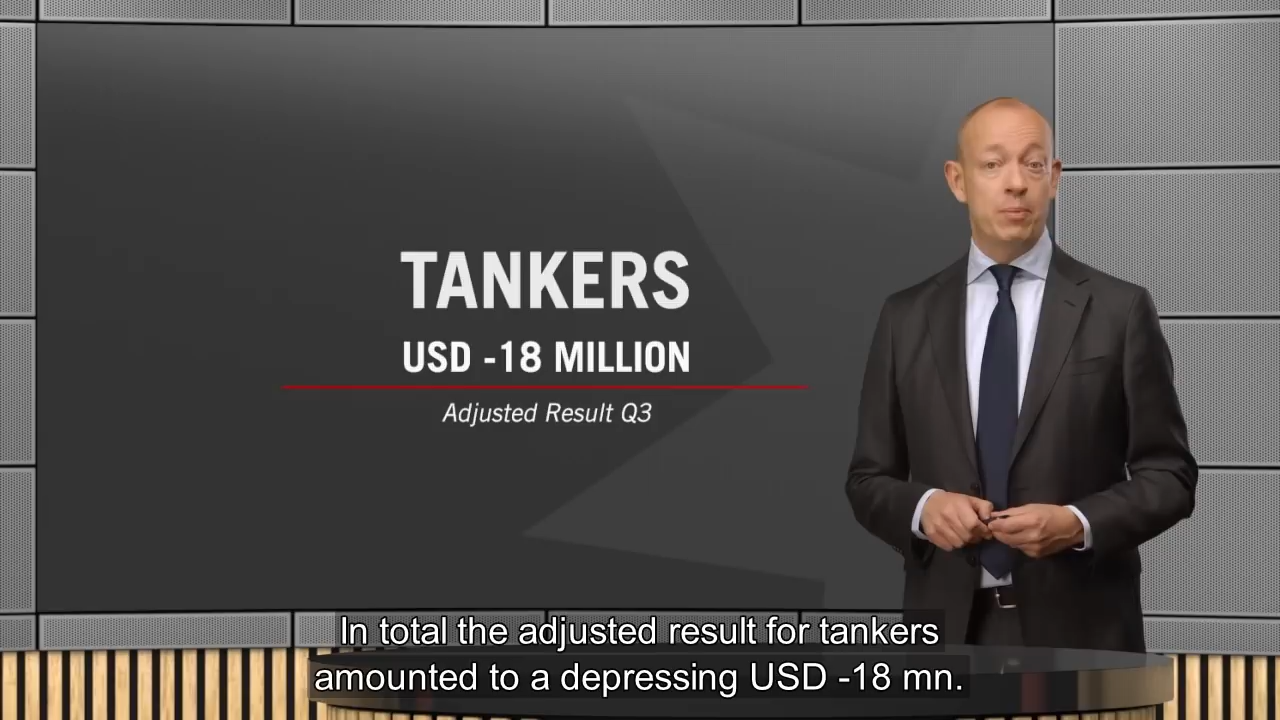 TANKERS
USD -18 MILLION
Adjusted Result Q3
In total the adjusted result for tankers
amounted to a depressing USD -18 mn.